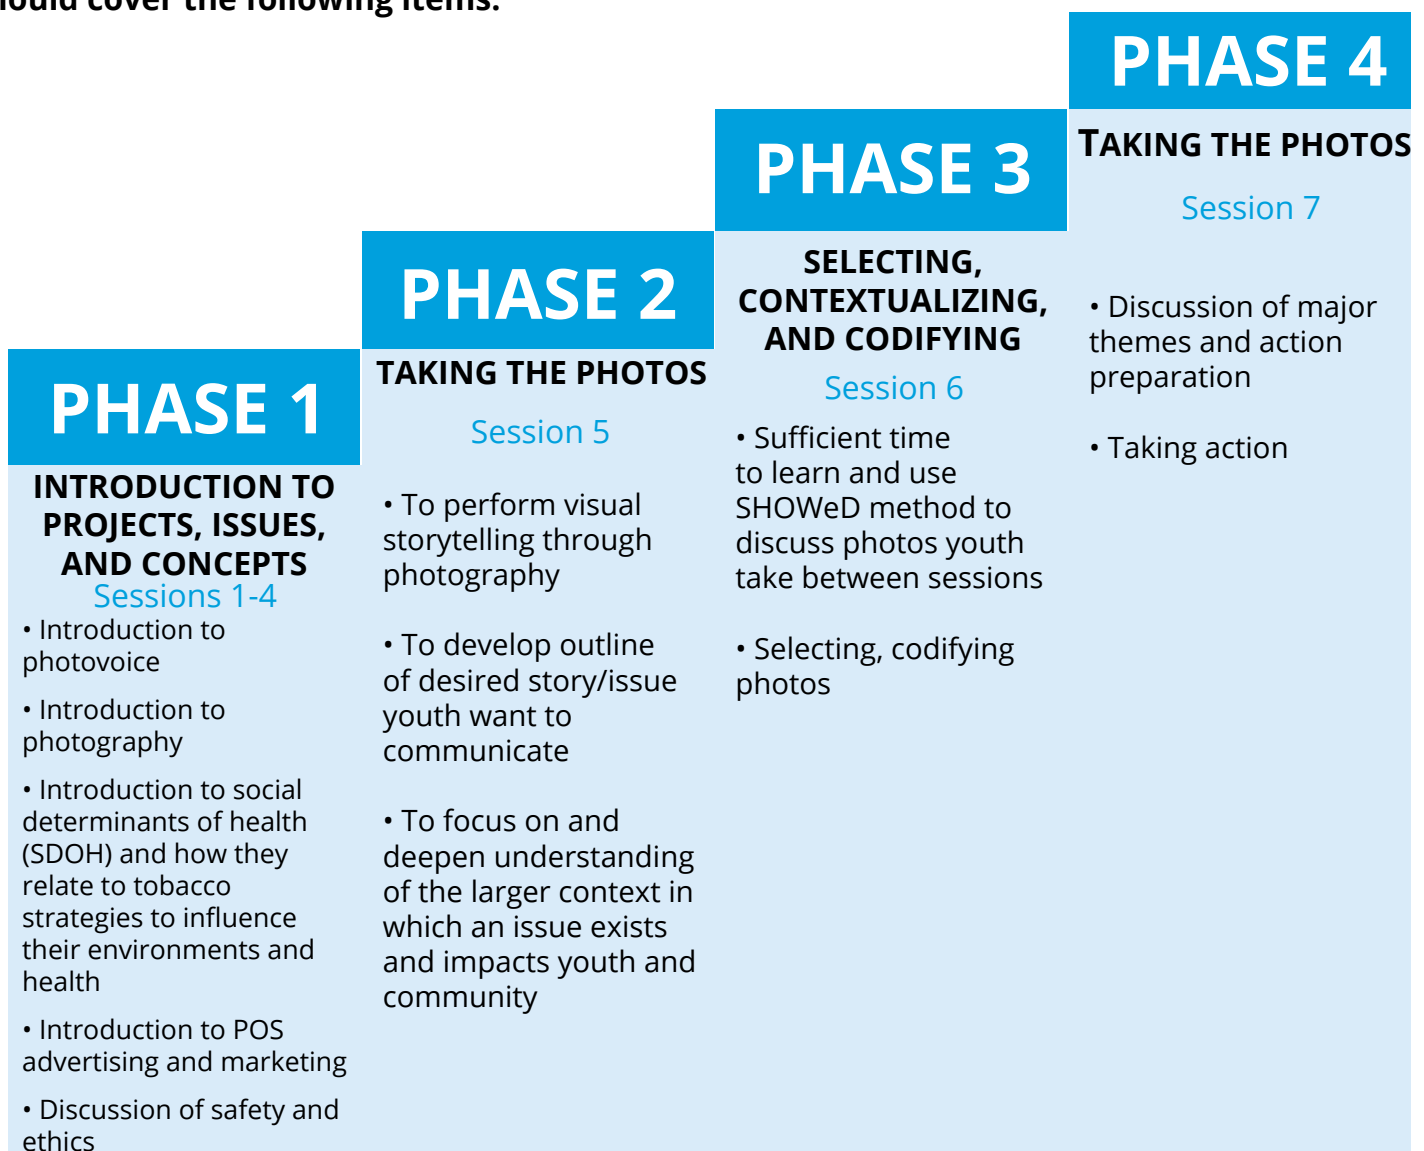 should cover the following items:
PHASE 1
INTRODUCTION TO
PROJECTS, ISSUES,
AND CONCEPTS
Sessions 1-4
• Introduction to
photovoice
• Introduction to
photography
• Introduction to social
determinants of health
(SDOH) and how they
relate to tobacco
strategies to influence
their environments and
health
• Introduction to POS
advertising and marketing
• Discussion of safety and
ethics
PHASE 2
TAKING THE PHOTOS
Session 5
• To perform visual
storytelling through
photography
• To develop outline
of desired story/issue
youth want to
communicate
• To focus on and
deepen understanding
of the larger context in
which an issue exists
and impacts youth and
community
PHASE 3
SELECTING,
CONTEXTUALIZING,
AND CODIFYING
Session 6
• Sufficient time
to learn and use
SHOWeD method to
discuss photos youth
take between sessions
• Selecting, codifying
photos
PHASE 4
TAKING THE PHOTOS
Session 7
• Discussion of major
themes and action
preparation
• Taking action